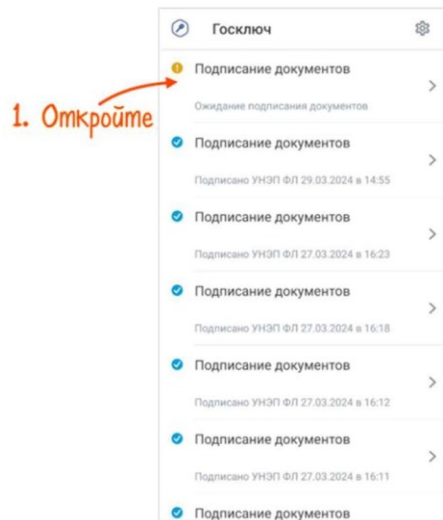 Госключ
Подписание документов
Ожидание подписания документов
1. Откройте
Подписание документов
Подписано УНЭП ФЛ 29.03.2024 в 14:55
Подписание документов
Подписано УНЭП ФЛ 27.03.2024 в 16:23
Подписание документов
Подписано УНЭП ФЛ 27.03.2024 в 16:18
Подписание документов
Подписано УНЭП ФЛ 27.03.2024 в 16:12
Подписание документов
Подписано УНЭП ФЛ 27.03.2024 в 16:11
Подписание документов